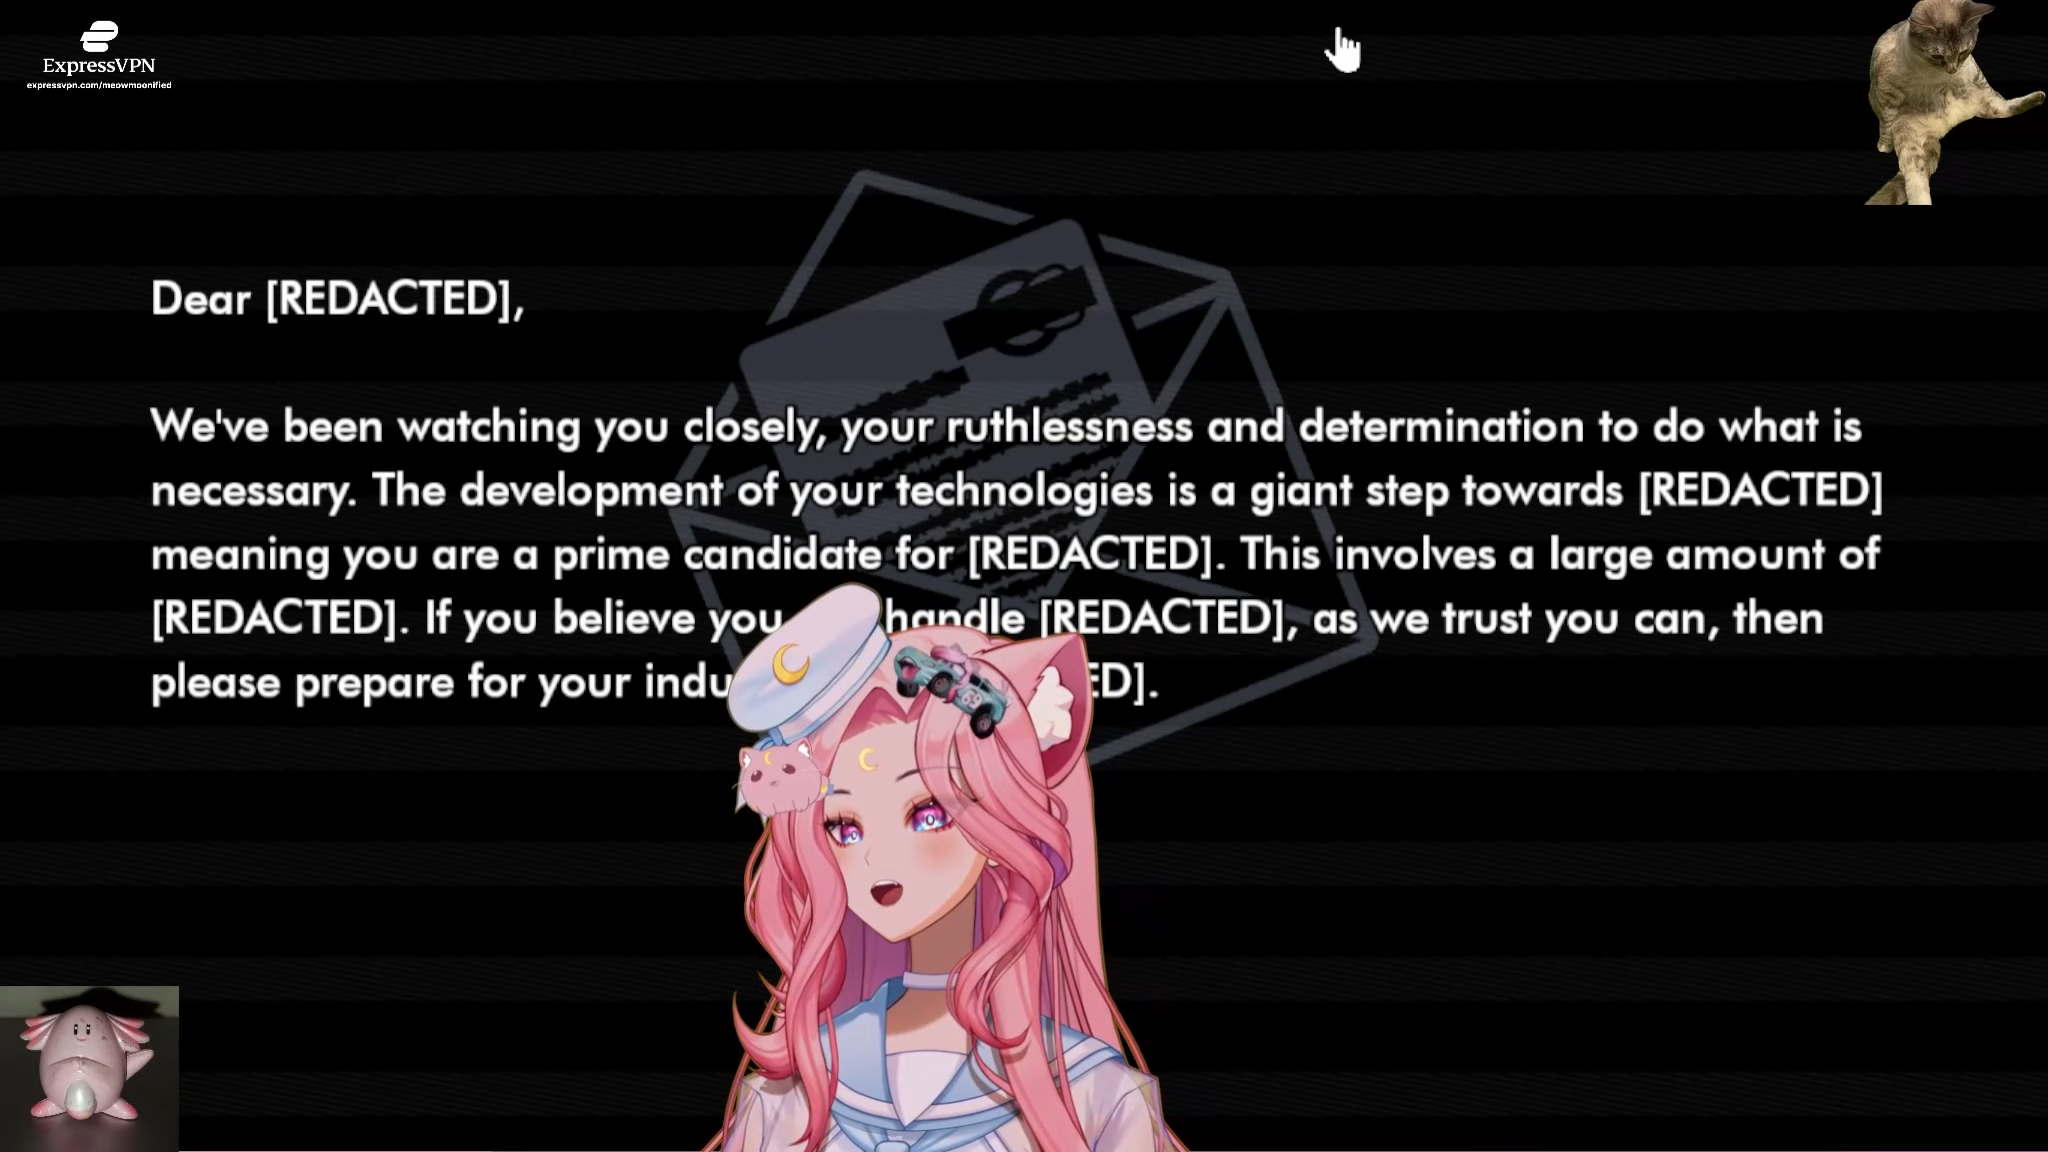 ExpressVPN
expressvpn.com/meowmoonified
Dear [REDACTED],
We've been watching you closely, your ruthlessness and determination to do what is
necessary. The development of your technologies is a giant step towards [REDACTED]
meaning you are a prime candidate for [REDACTED]. This involves a large amount of
[REDACTED]. If you believe you handle [REDACTED], as we trust you can, then
please prepare for your